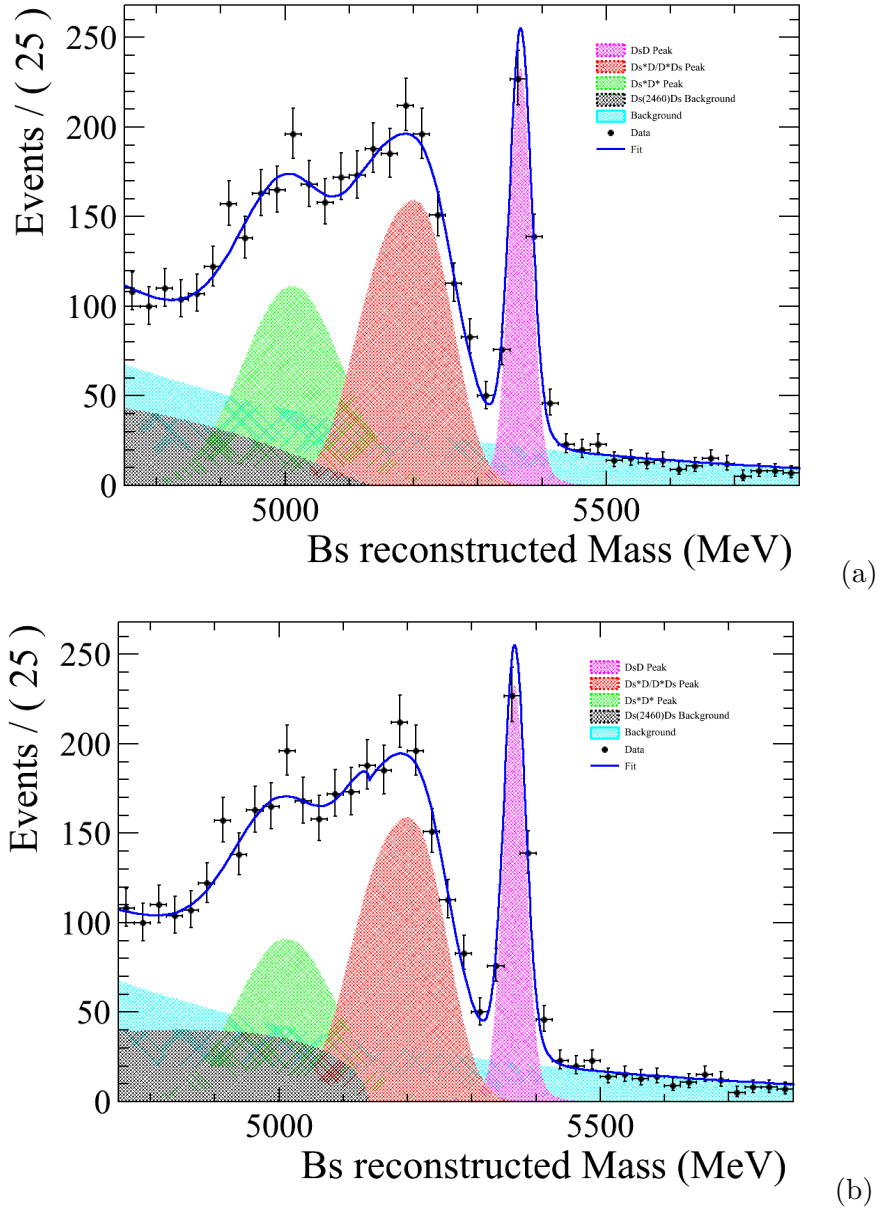 Events / ( 25 )
250
200
150
100
50
0
DsD Peak
Ds*D/D*Ds Peak
Ds*D* Peak
Ds(2460)Ds Background
Background
Data
Fit
5000
5500
Bs reconstructed Mass (MeV)
(a)
Events / ( 25 )
250
200
150
100
50
0
DsD Peak
Ds*D/D*Ds Peak
Ds*D* Peak
Ds(2460)Ds Background
Background
Data
Fit
5000
5500
Bs reconstructed Mass (MeV)
(b)